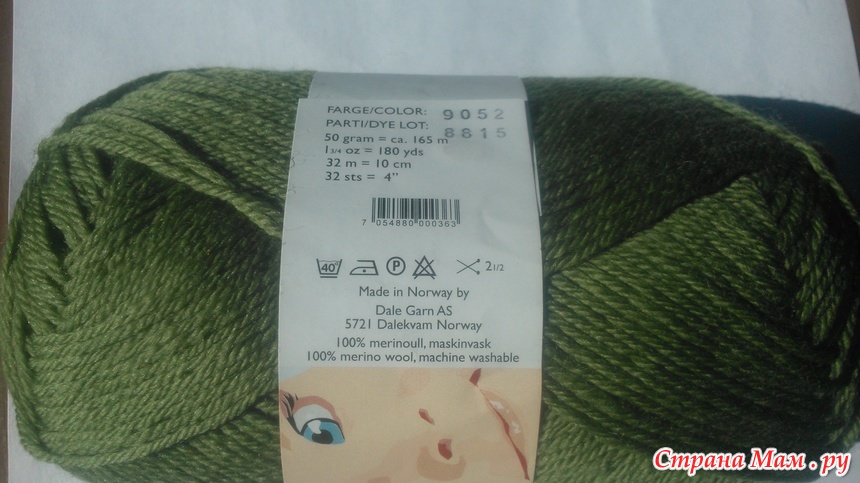 FARGE/COLOR: 9052
PARTI/DYE LOT: 8815
50 gram = ca. 165 m
1 3/4 oz = 180 yds
32 m = 10 cm
32 sts = 4"
7 054880 000363
40° P 2 1/2
Made in Norway by
Dale Garn AS
5721 Dalekvam Norway
100% merinoull, maskinvask
100% merino wool, machine washable
Страна Мам.ру